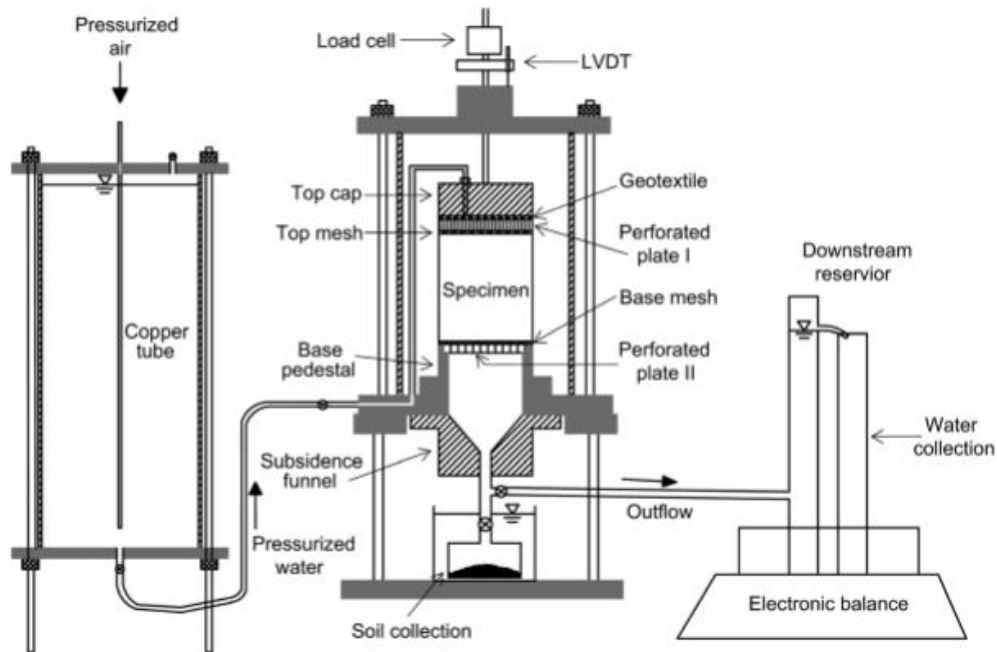 Pressurized
air
Load cell
LVDT
Top cap
Geotextile
Top mesh
Perforated
plate I
Downstream
reservior
Specimen
Base mesh
Copper
tube
Base
pedestal
Perforated
plate II
Water
collection
Subsidence
funnel
Outflow
Pressurized
water
Electronic balance
Soil collection